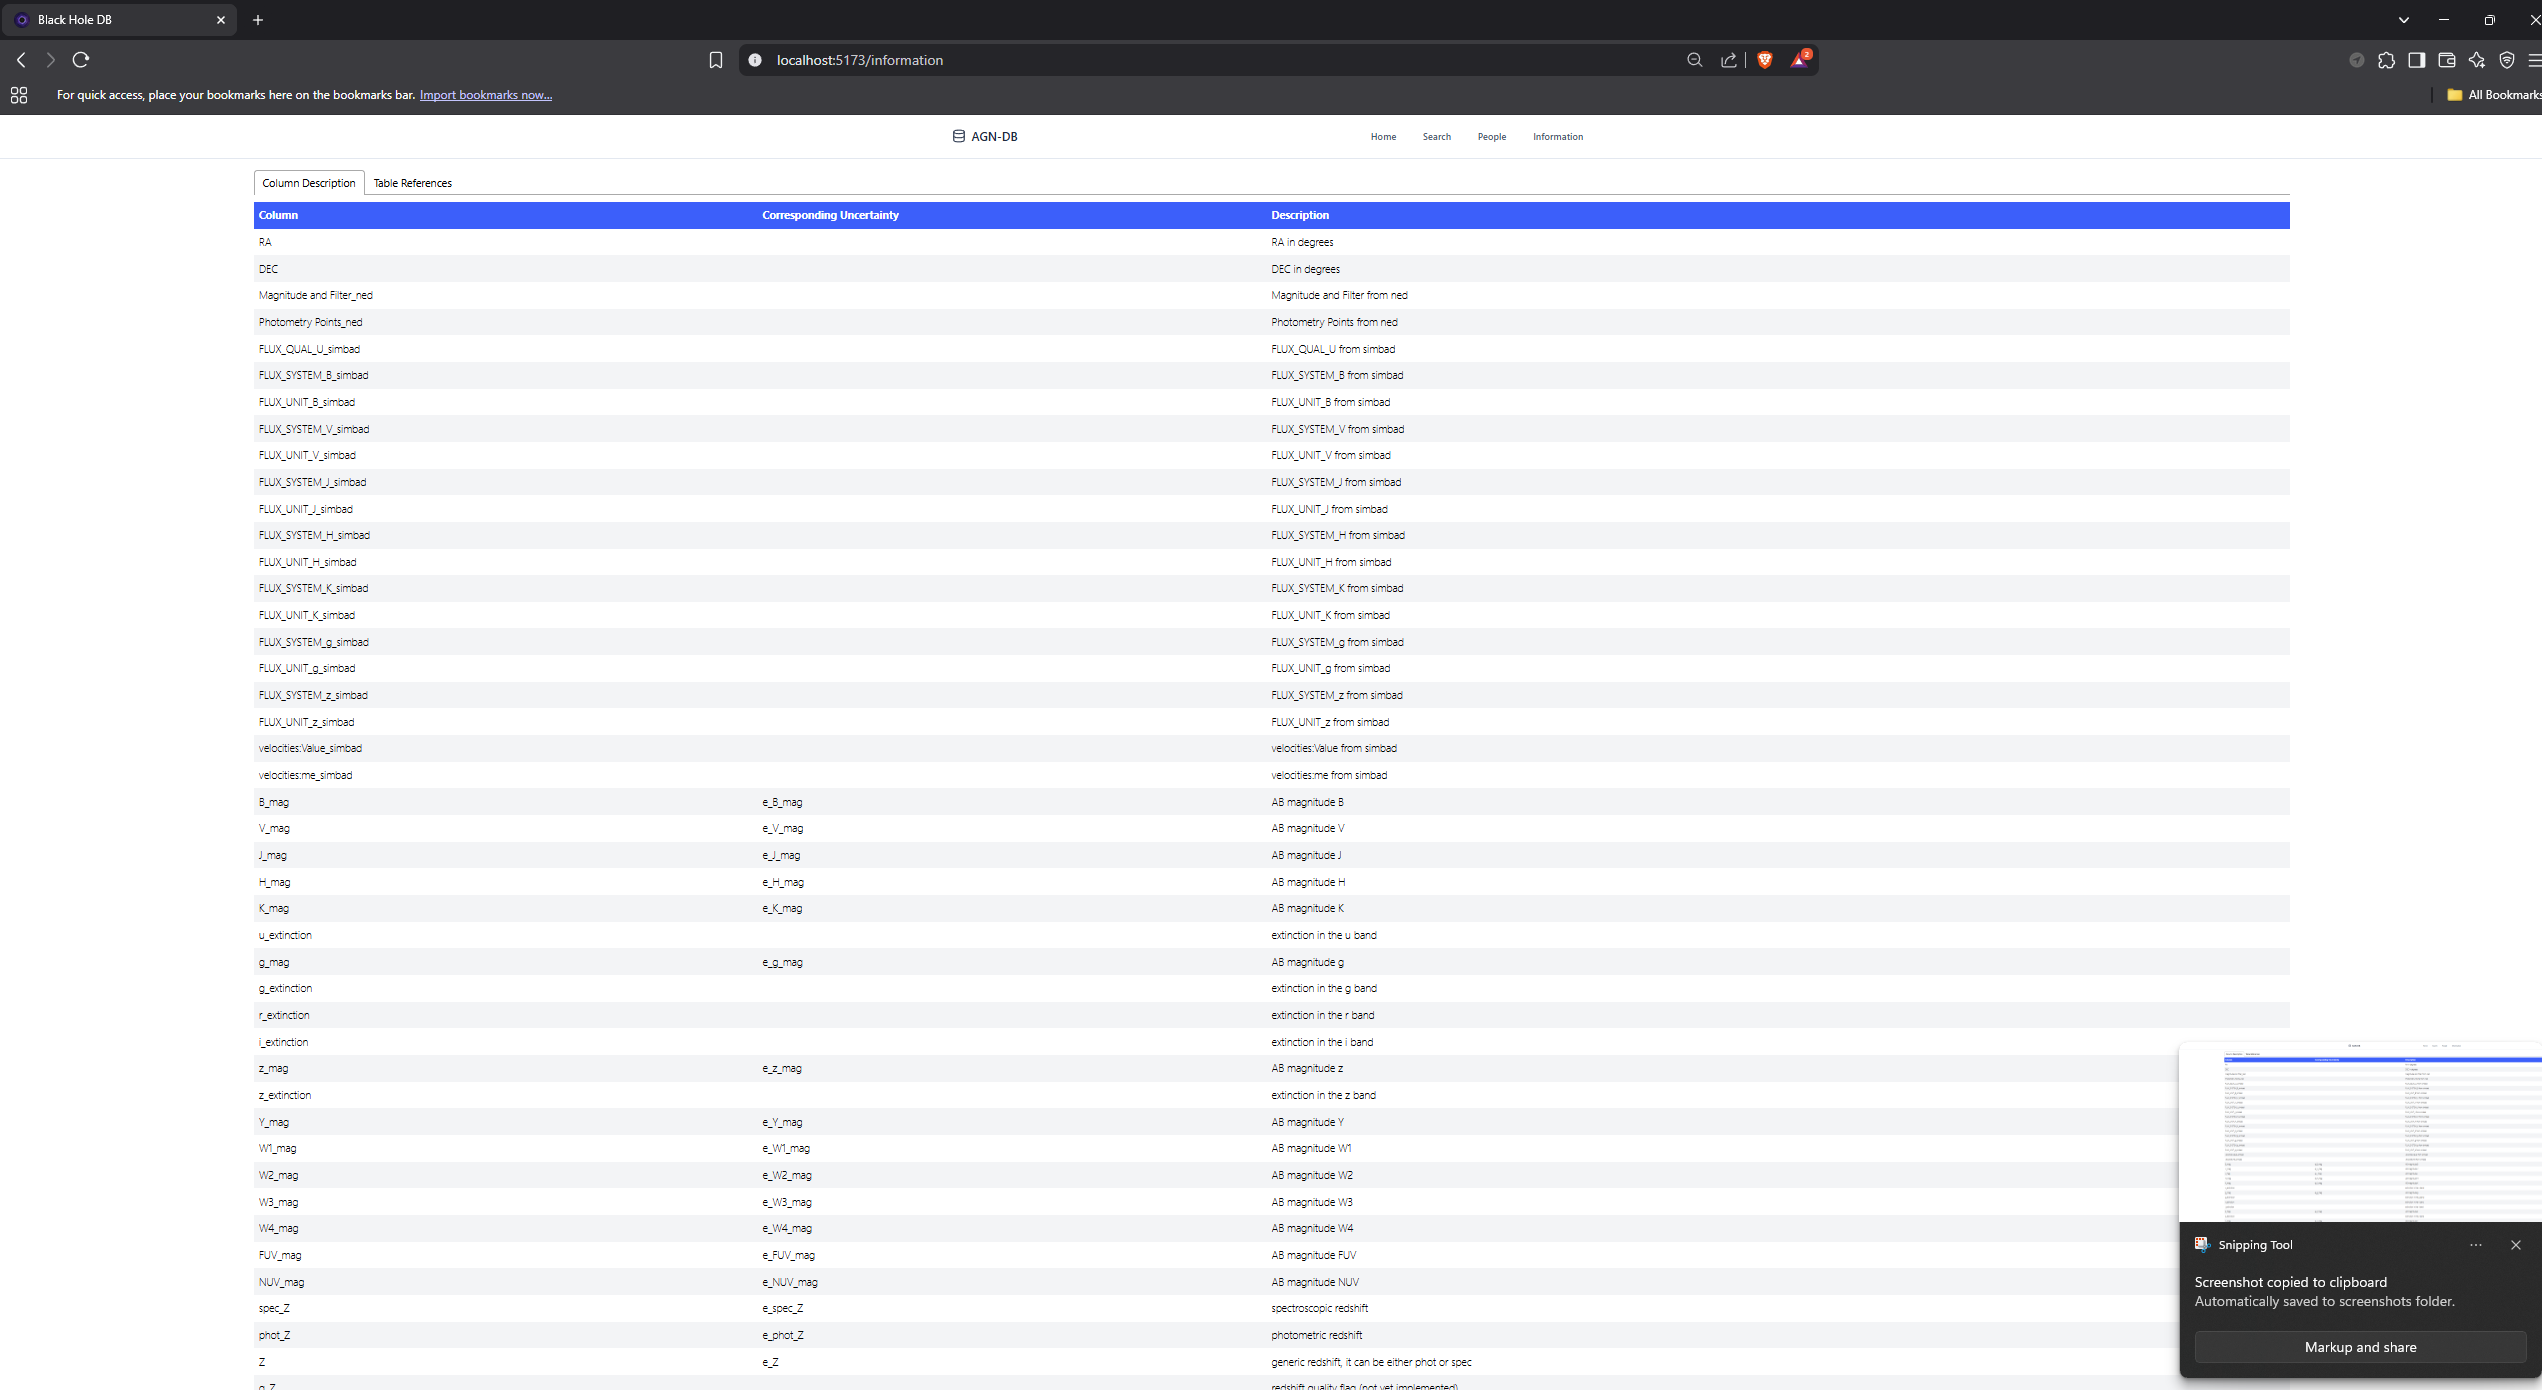 Black Hole DB
localhost:5173/information
2
For quick access, place your bookmarks here on the bookmarks bar. Import bookmarks now...
All Bookmarks
AGN-DB Home Search People Information
Column Description Table References
Column Corresponding Uncertainty Description
RA RA in degrees
DEC DEC in degrees
Magnitude and Filter_ned Magnitude and Filter from ned
Photometry Points_ned Photometry Points from ned
FLUX_QUAL_U_simbad FLUX_QUAL_U from simbad
FLUX_SYSTEM_B_simbad FLUX_SYSTEM_B from simbad
FLUX_UNIT_B_simbad FLUX_UNIT_B from simbad
FLUX_SYSTEM_V_simbad FLUX_SYSTEM_V from simbad
FLUX_UNIT_V_simbad FLUX_UNIT_V from simbad
FLUX_SYSTEM_J_simbad FLUX_SYSTEM_J from simbad
FLUX_UNIT_J_simbad FLUX_UNIT_J from simbad
FLUX_SYSTEM_H_simbad FLUX_SYSTEM_H from simbad
FLUX_UNIT_H_simbad FLUX_UNIT_H from simbad
FLUX_SYSTEM_K_simbad FLUX_SYSTEM_K from simbad
FLUX_UNIT_K_simbad FLUX_UNIT_K from simbad
FLUX_SYSTEM_g_simbad FLUX_SYSTEM_g from simbad
FLUX_UNIT_g_simbad FLUX_UNIT_g from simbad
FLUX_SYSTEM_z_simbad FLUX_SYSTEM_z from simbad
FLUX_UNIT_z_simbad FLUX_UNIT_z from simbad
velocities:Value_simbad velocities:Value from simbad
velocities:me_simbad velocities:me from simbad
B_mag e_B_mag AB magnitude B
V_mag e_V_mag AB magnitude V
J_mag e_J_mag AB magnitude J
H_mag e_H_mag AB magnitude H
K_mag e_K_mag AB magnitude K
u_extinction extinction in the u band
g_mag e_g_mag AB magnitude g
g_extinction extinction in the g band
r_extinction extinction in the r band
i_extinction extinction in the i band
z_mag e_z_mag AB magnitude z
z_extinction extinction in the z band
Y_mag e_Y_mag AB magnitude Y
W1_mag e_W1_mag AB magnitude W1
W2_mag e_W2_mag AB magnitude W2
W3_mag e_W3_mag AB magnitude W3
W4_mag e_W4_mag AB magnitude W4
FUV_mag e_FUV_mag AB magnitude FUV
NUV_mag e_NUV_mag AB magnitude NUV
spec_Z e_spec_Z spectroscopic redshift
phot_Z e_phot_Z photometric redshift
Z e_Z generic redshift, it can be either phot or spec
q_Z redshift quality flag (not yet implemented)
Snipping Tool
Screenshot copied to clipboard
Automatically saved to screenshots folder.
Markup and share